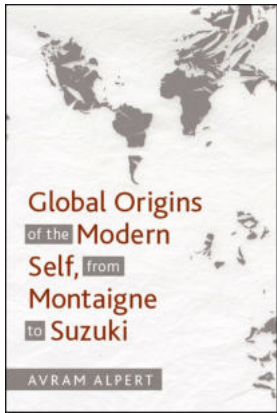 Global Origins
of the Modern
Self, from
Montaigne
to Suzuki
AVRAM ALPERT